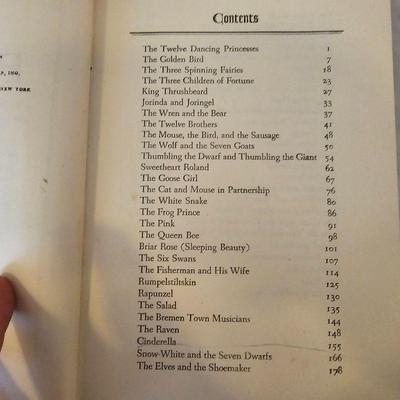 P, INC.
NEW YORK
Contents
The Twelve Dancing Princesses 1
The Golden Bird 7
The Three Spinning Fairies 18
The Three Children of Fortune 23
King Thrushbeard 27
Jorinda and Joringel 33
The Wren and the Bear 37
The Twelve Brothers 41
The Mouse, the Bird, and the Sausage 48
The Wolf and the Seven Goats 50
Thumbling the Dwarf and Thumbling the Giant 54
Sweetheart Roland 62
The Goose Girl 67
The Cat and Mouse in Partnership 76
The White Snake 80
The Frog Prince 86
The Pink 91
The Queen Bee 98
Briar Rose (Sleeping Beauty) 101
The Six Swans 107
The Fisherman and His Wife 114
Rumpelstiltskin 125
Rapunzel 130
The Salad 135
The Bremen Town Musicians 144
The Raven 148
Cinderella 155
Snow-White and the Seven Dwarfs 166
The Elves and the Shoemaker 178